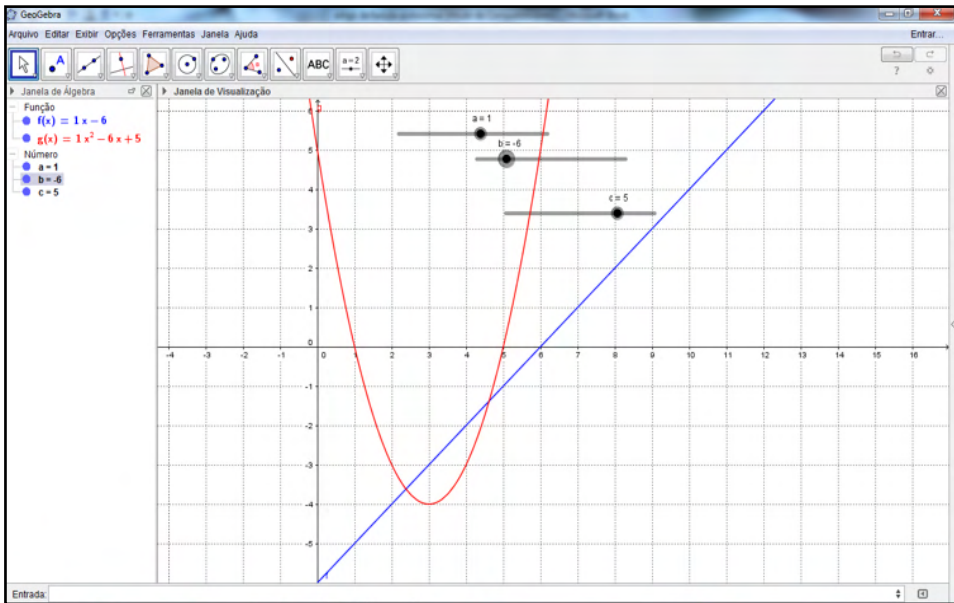 GeoGebra
Arquivo Editar Exibir Opções Ferramentas Janela Ajuda
Entrar...
ABC
a = 2
?
Janela de Álgebra
Janela de Visualização
Função
f(x) = 1 x − 6
g(x) = 1 x² − 6 x + 5
Número
a = 1
b = -6
c = 5
a = 1
b = -6
c = 5
6
5
4
3
2
1
0
-1
-2
-3
-4
-5
-4 -3 -2 -1 0 1 2 3 4 5 6 7 8 9 10 11 12 13 14 15 16
Entrada: